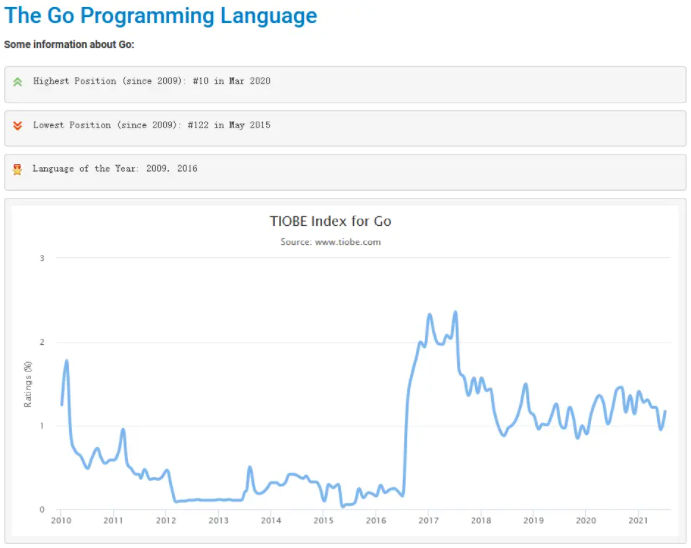 The Go Programming Language
Some information about Go:
Highest Position (since 2009): #10 in Mar 2020
Lowest Position (since 2009): #122 in May 2015
Language of the Year: 2009, 2016
TIOBE Index for Go
Source: www.tiobe.com
Ratings (%)
3
2
1
0
2010 2011 2012 2013 2014 2015 2016 2017 2018 2019 2020 2021